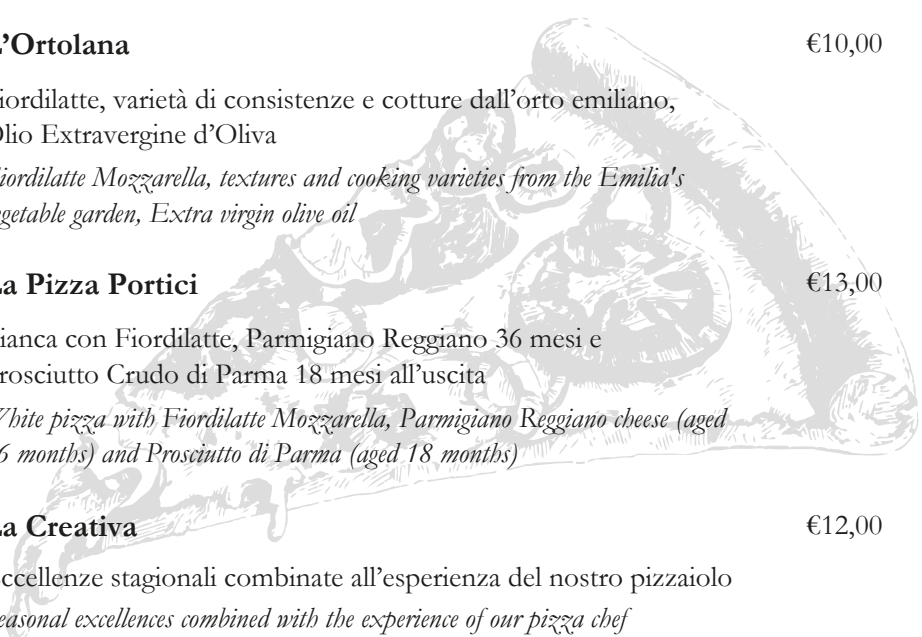 L’Ortolana €10,00
Fiordilatte, varietà di consistenze e cotture dall’orto emiliano,
Olio Extravergine d’Oliva
Fiordilatte Mozzarella, textures and cooking varieties from the Emilia's
vegetable garden, Extra virgin olive oil
La Pizza Portici €13,00
Bianca con Fiordilatte, Parmigiano Reggiano 36 mesi e
Prosciutto Crudo di Parma 18 mesi all’uscita
White pizza with Fiordilatte Mozzarella, Parmigiano Reggiano cheese (aged
36 months) and Prosciutto di Parma (aged 18 months)
La Creativa €12,00
Eccellenze stagionali combinate all’esperienza del nostro pizzaiolo
Seasonal excellences combined with the experience of our pizza chef